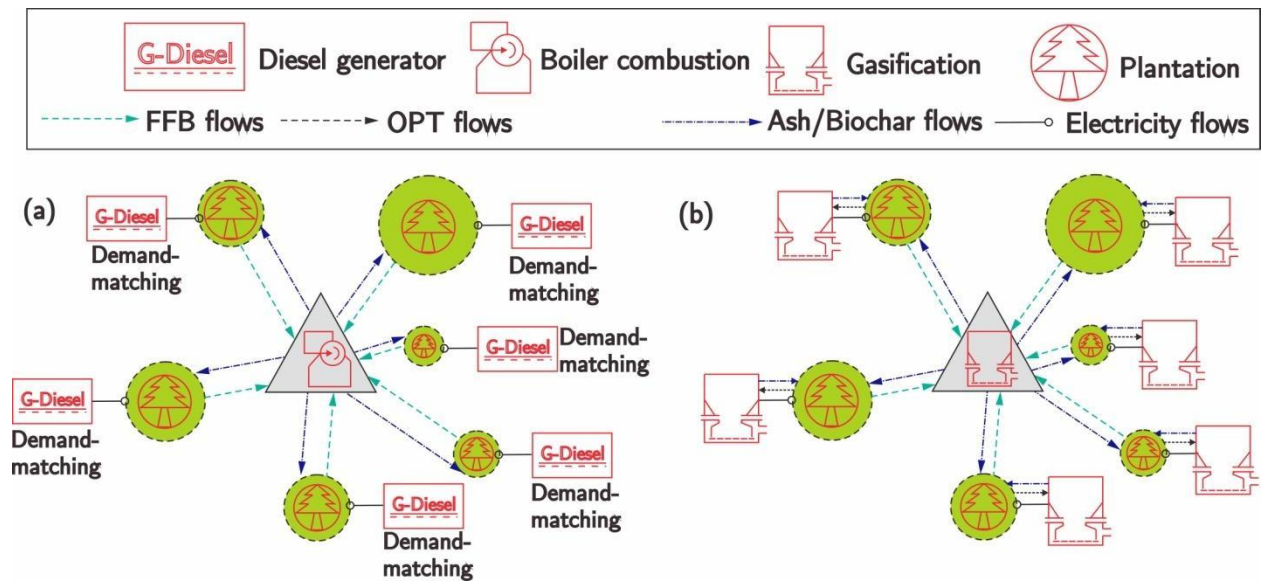 G-Diesel
Diesel generator
Boiler combustion
Gasification
Plantation
FFB flows
OPT flows
Ash/Biochar flows
Electricity flows
(a)
G-Diesel
Demand-
matching
G-Diesel
Demand-
matching
G-Diesel
Demand-
matching
G-Diesel
Demand-
matching
G-Diesel
Demand-
matching
G-Diesel
Demand-
matching
(b)